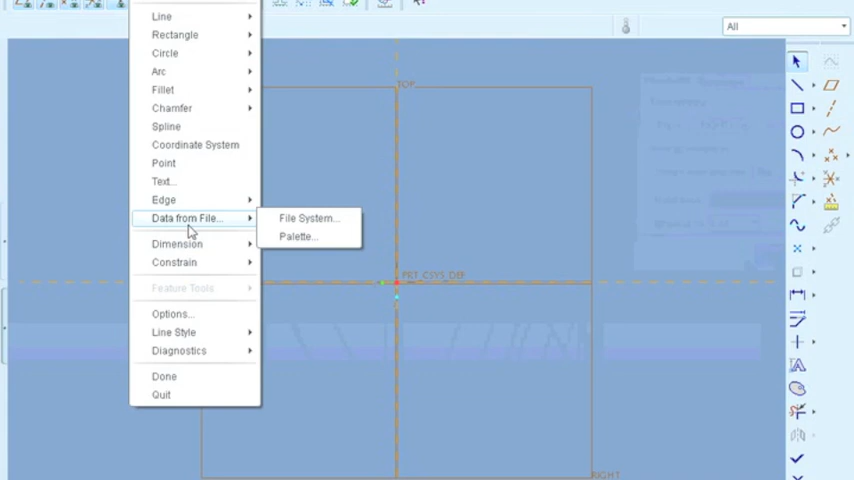 Line
Rectangle
Circle
Arc
Fillet
Chamfer
Spline
Coordinate System
Point
Text...
Edge
Data from File...
File System...
Palette...
Dimension
Constrain
Feature Tools
Options...
Line Style
Diagnostics
Done
Quit
All
TOP
PRT_CSYS_DEF
RIGHT